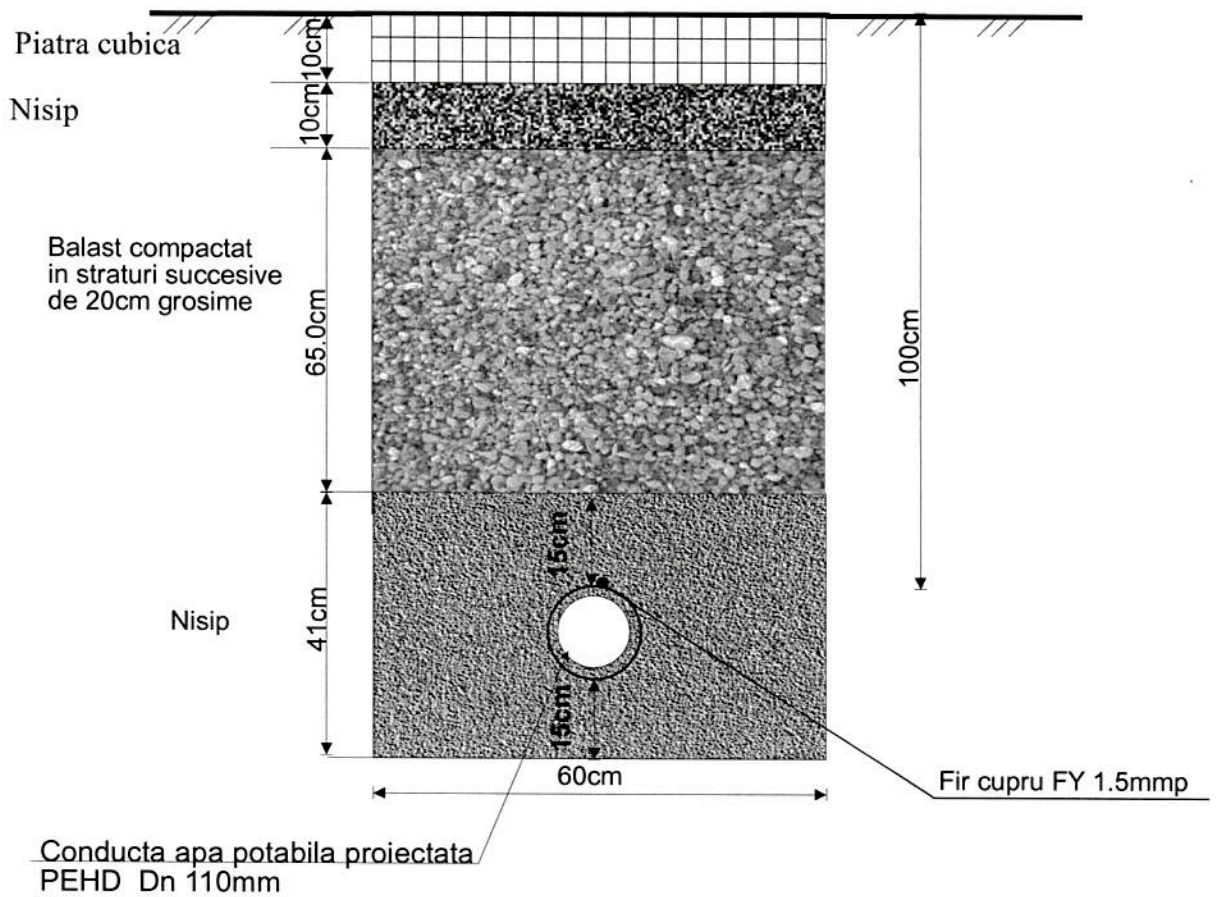 Piatra cubica
10cm
Nisip
10cm
Balast compactat
in straturi succesive
de 20cm grosime
65.0cm
100cm
15cm
Nisip
41cm
15cm
60cm
Fir cupru FY 1.5mmp
Conducta apa potabila proiectata
PEHD Dn 110mm